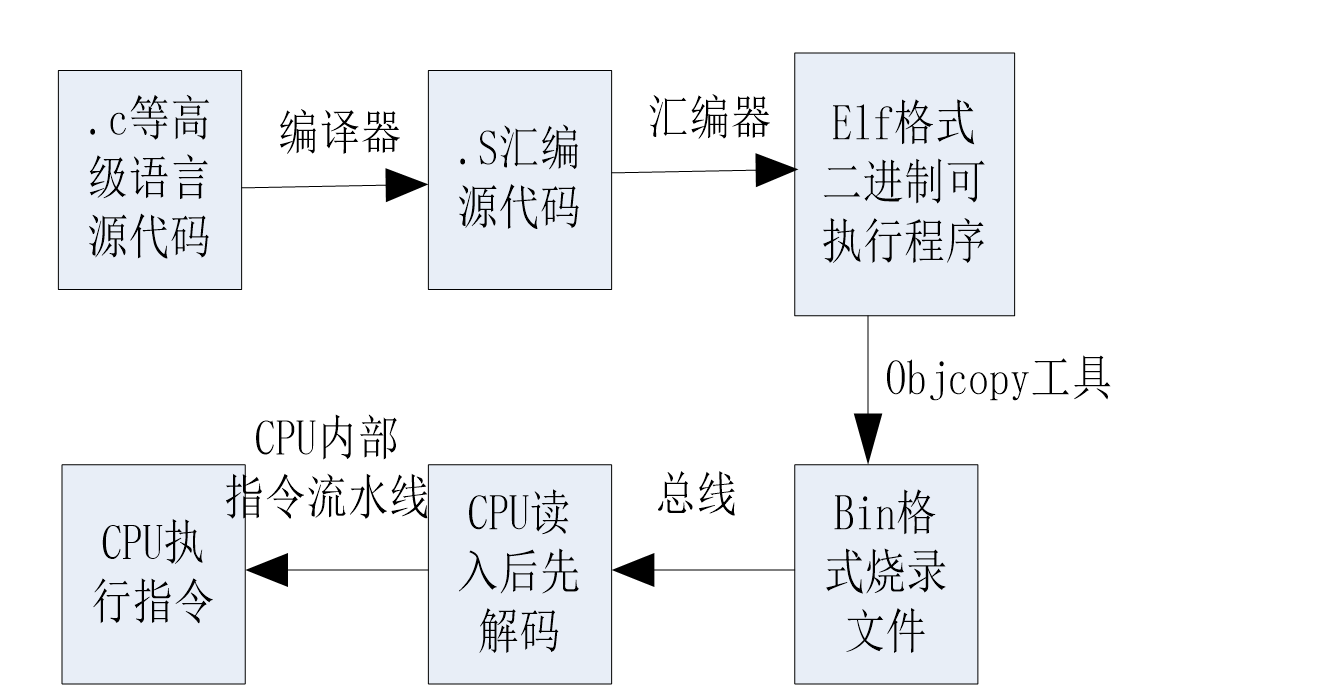 .c等高
级语言
源代码
编译器
.S汇编
源代码
汇编器
Elf格式
二进制可
执行程序
Objcopy工具
Bin格
式烧录
文件
总线
CPU读
入后先
解码
CPU内部
指令流水线
CPU执
行指令